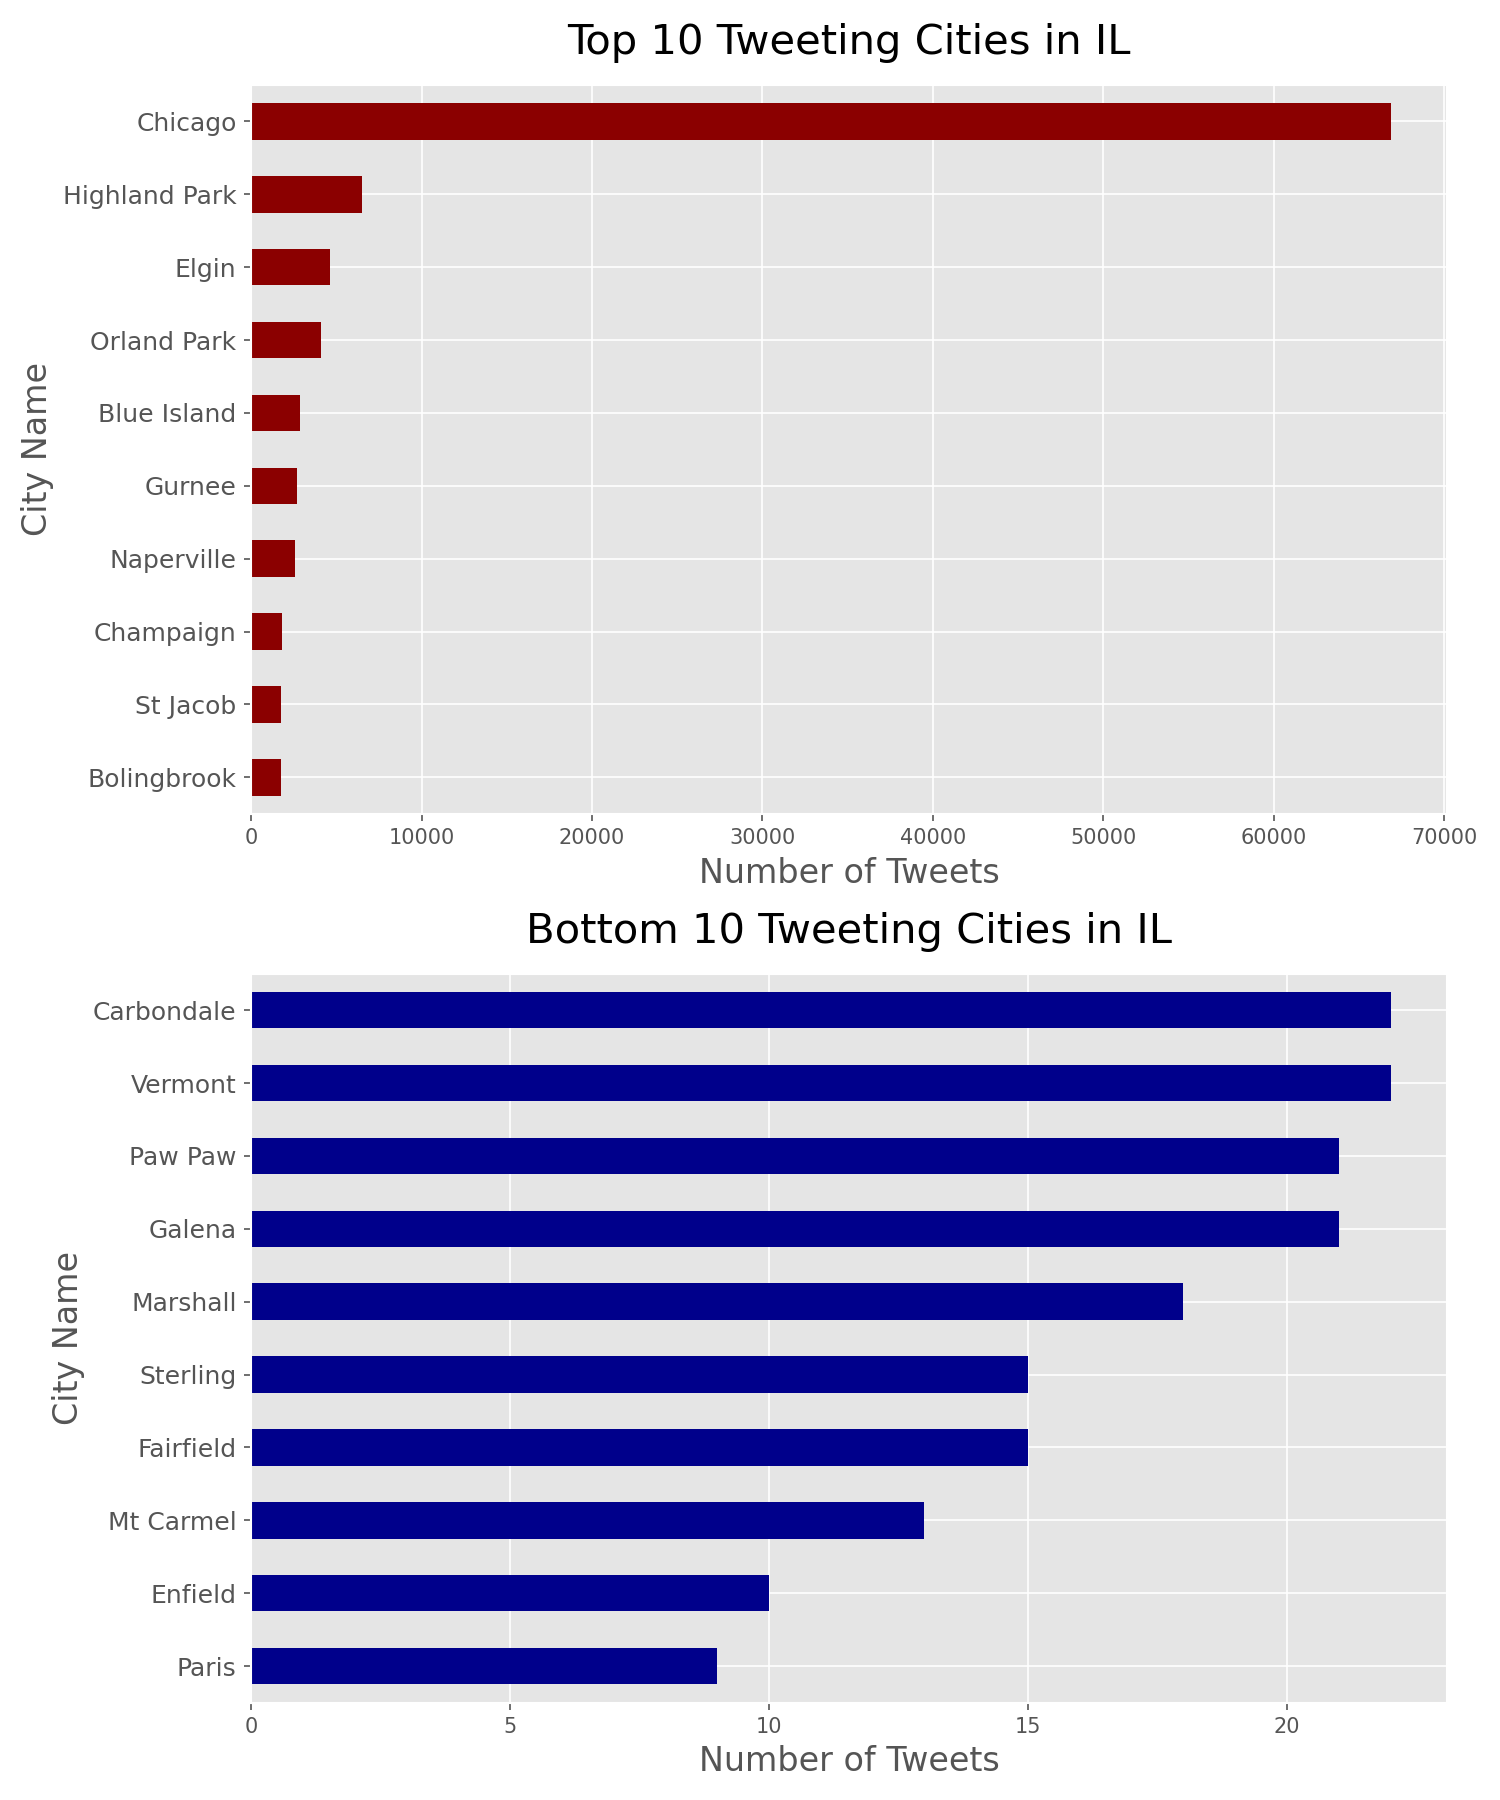 Top 10 Tweeting Cities in IL
City Name
Chicago
Highland Park
Elgin
Orland Park
Blue Island
Gurnee
Naperville
Champaign
St Jacob
Bolingbrook
0 10000 20000 30000 40000 50000 60000 70000
Number of Tweets
Bottom 10 Tweeting Cities in IL
City Name
Carbondale
Vermont
Paw Paw
Galena
Marshall
Sterling
Fairfield
Mt Carmel
Enfield
Paris
0 5 10 15 20
Number of Tweets